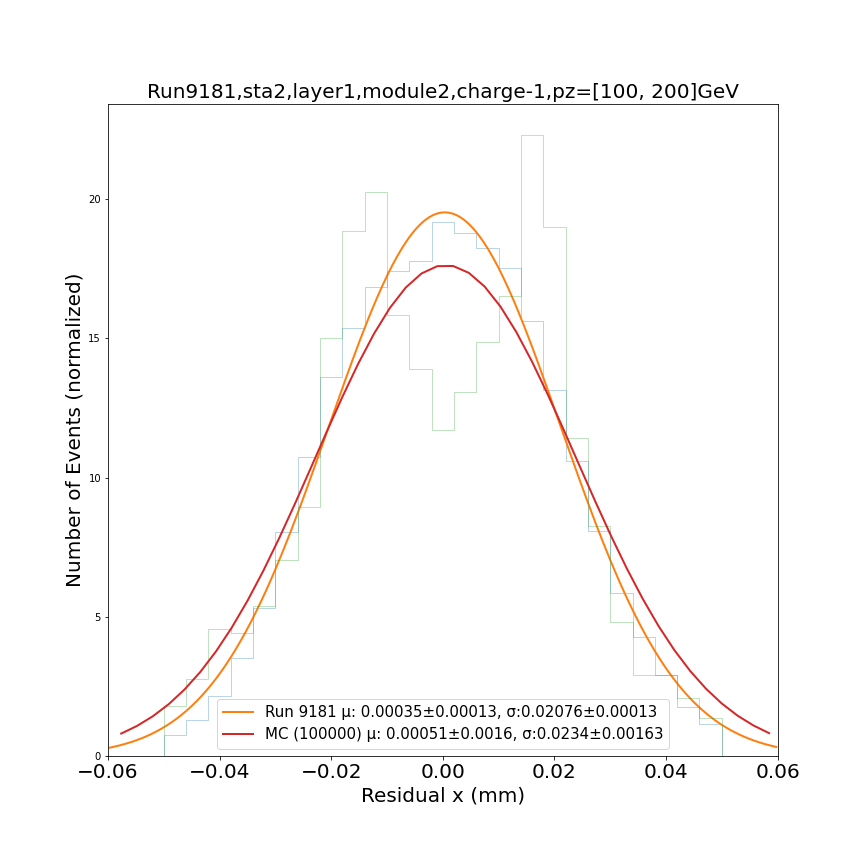 Run9181,sta2,layer1,module2,charge-1,pz=[100, 200]GeV
Number of Events (normalized)
20
15
10
5
0
Run 9181 μ: 0.00035±0.00013, σ:0.02076±0.00013
MC (100000) μ: 0.00051±0.0016, σ:0.0234±0.00163
−0.06 −0.04 −0.02 0.00 0.02 0.04 0.06
Residual x (mm)